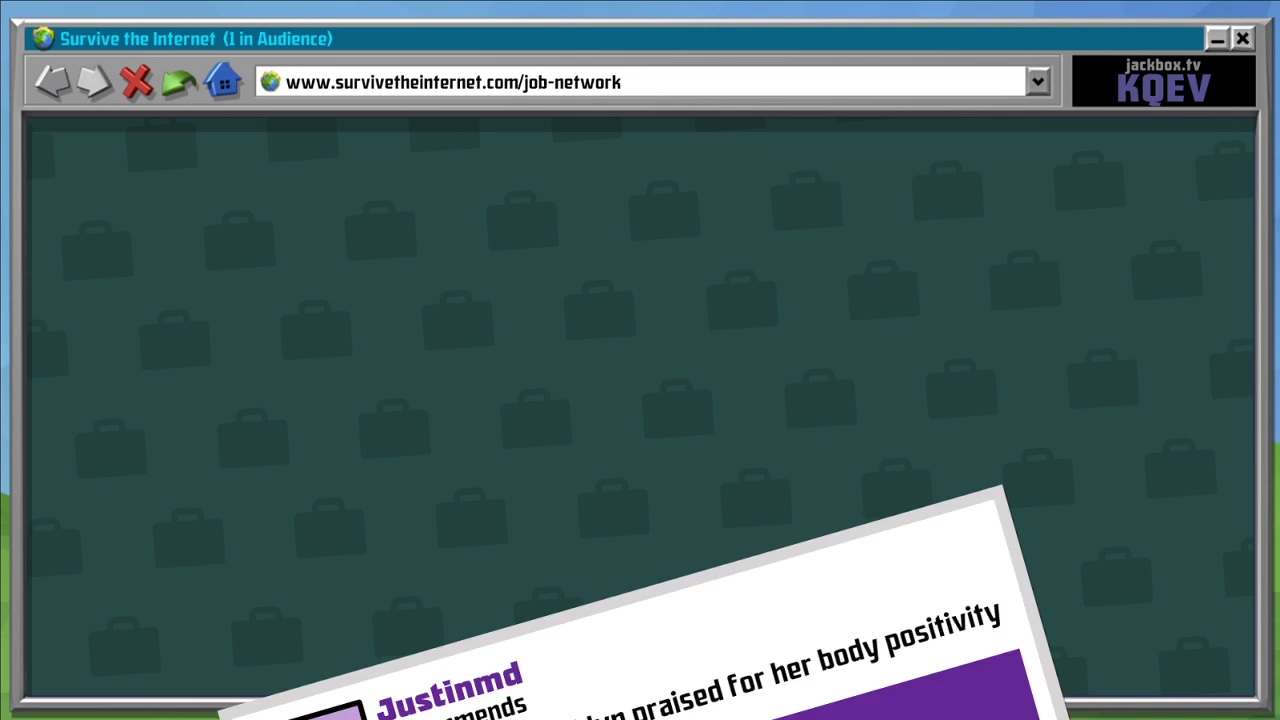 Survive the Internet (1 in Audience)
www.survivetheinternet.com/job-network
jackbox.tv
KQEV
Justinmd
praised for her body positivity